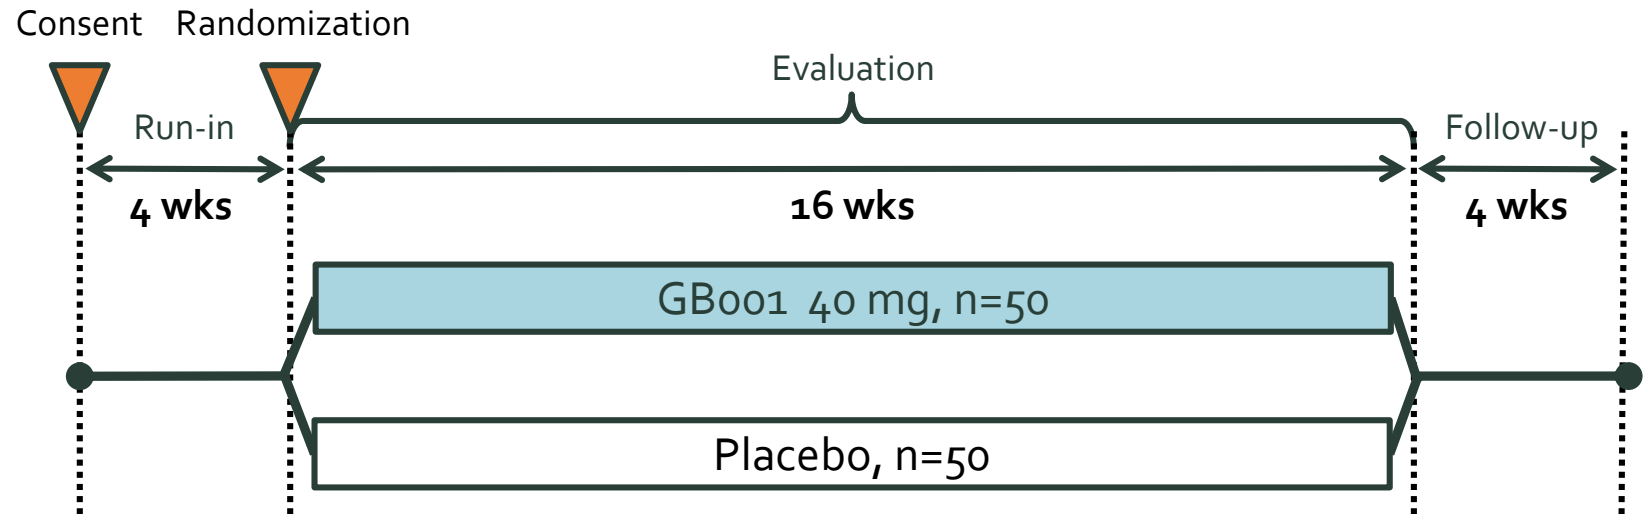 Consent Randomization
Evaluation
Run-in
Follow-up
4 wks
16 wks
4 wks
GB001 40 mg, n=50
Placebo, n=50